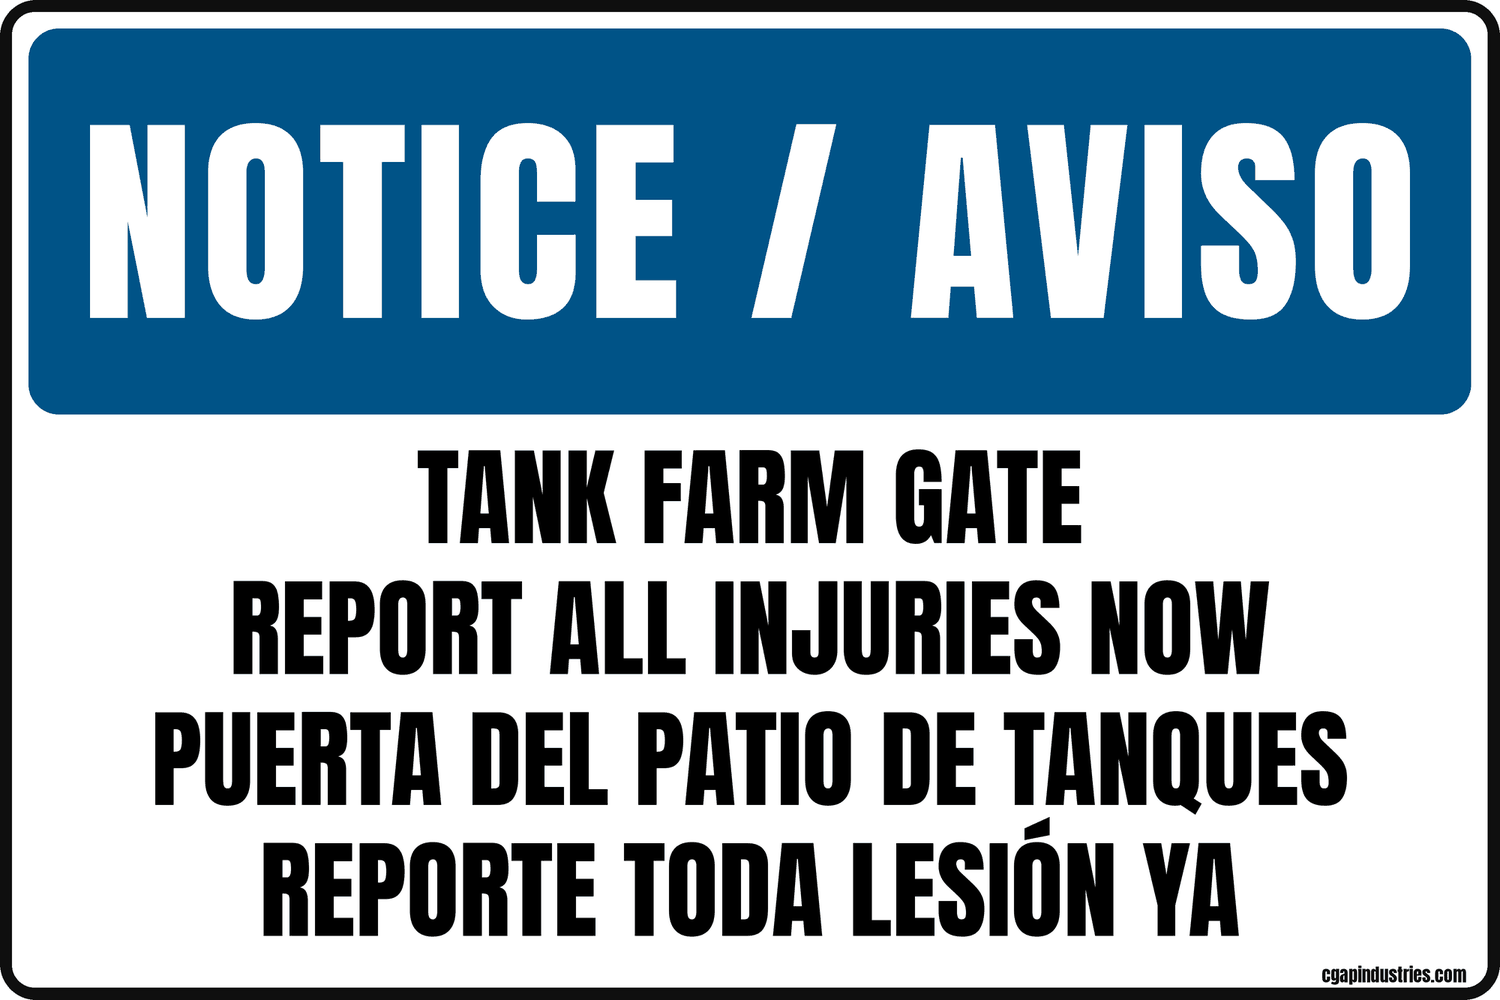 NOTICE / AVISO
TANK FARM GATE
REPORT ALL INJURIES NOW
PUERTA DEL PATIO DE TANQUES
REPORTE TODA LESIÓN YA
cgapindustries.com